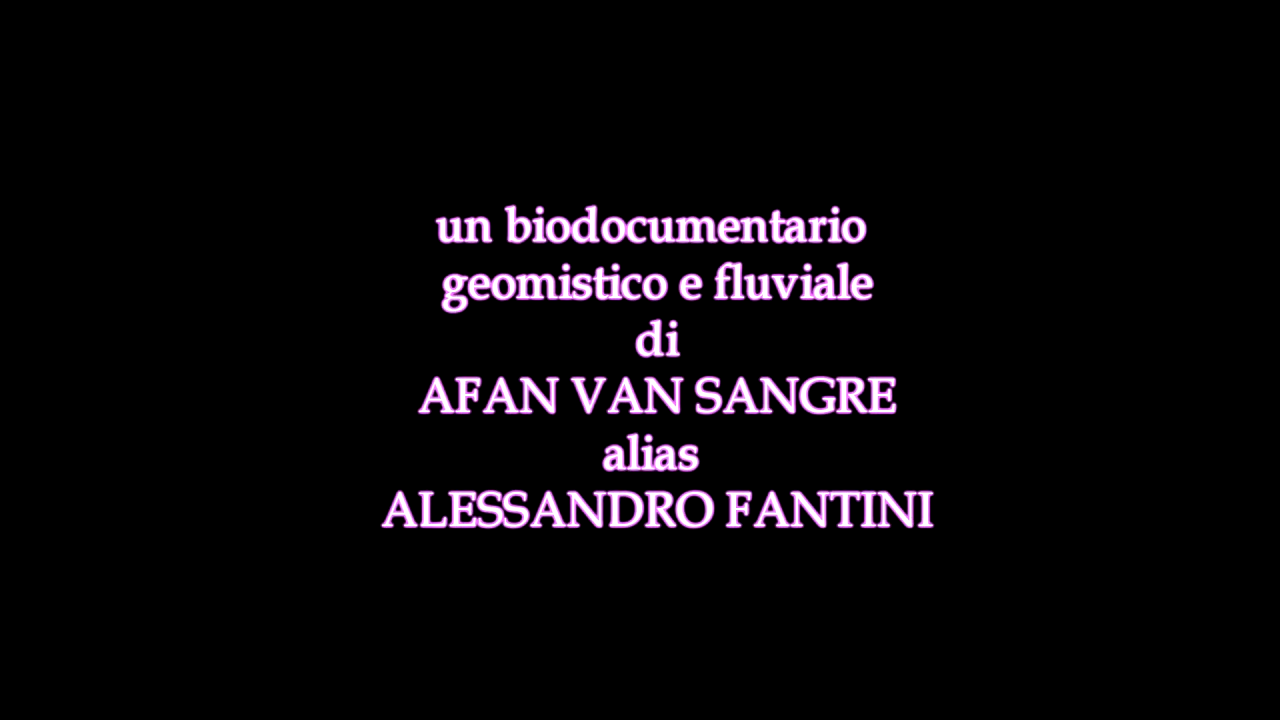 un biodocumentario
geomistico e fluviale
di
AFAN VAN SANGRE
alias
ALESSANDRO FANTINI